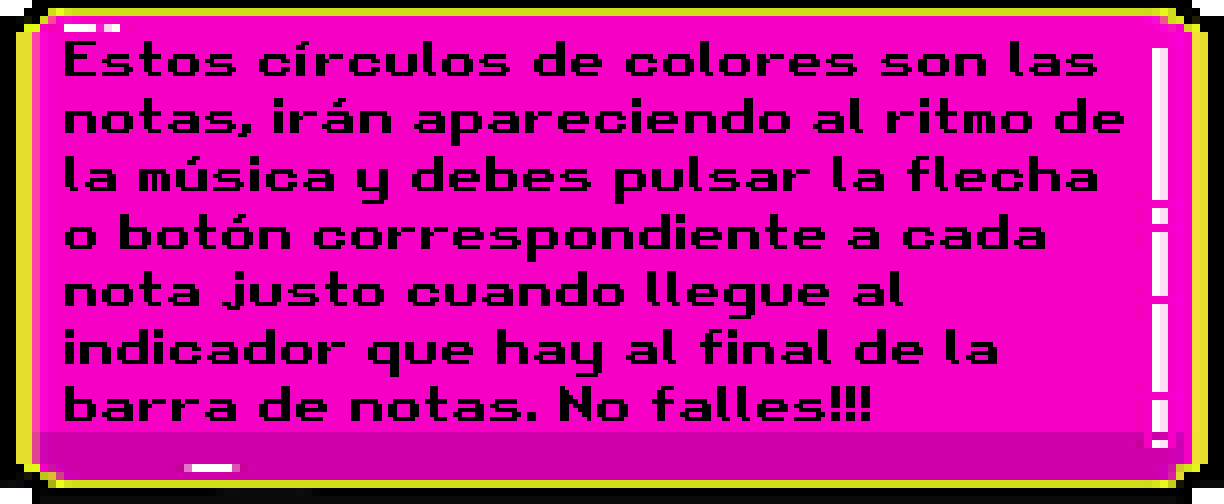 Estos círculos de colores son las
notas, irán apareciendo al ritmo de
la música y debes pulsar la flecha
o botón correspondiente a cada
nota justo cuando llegue al
indicador que hay al final de la
barra de notas. No falles!!!